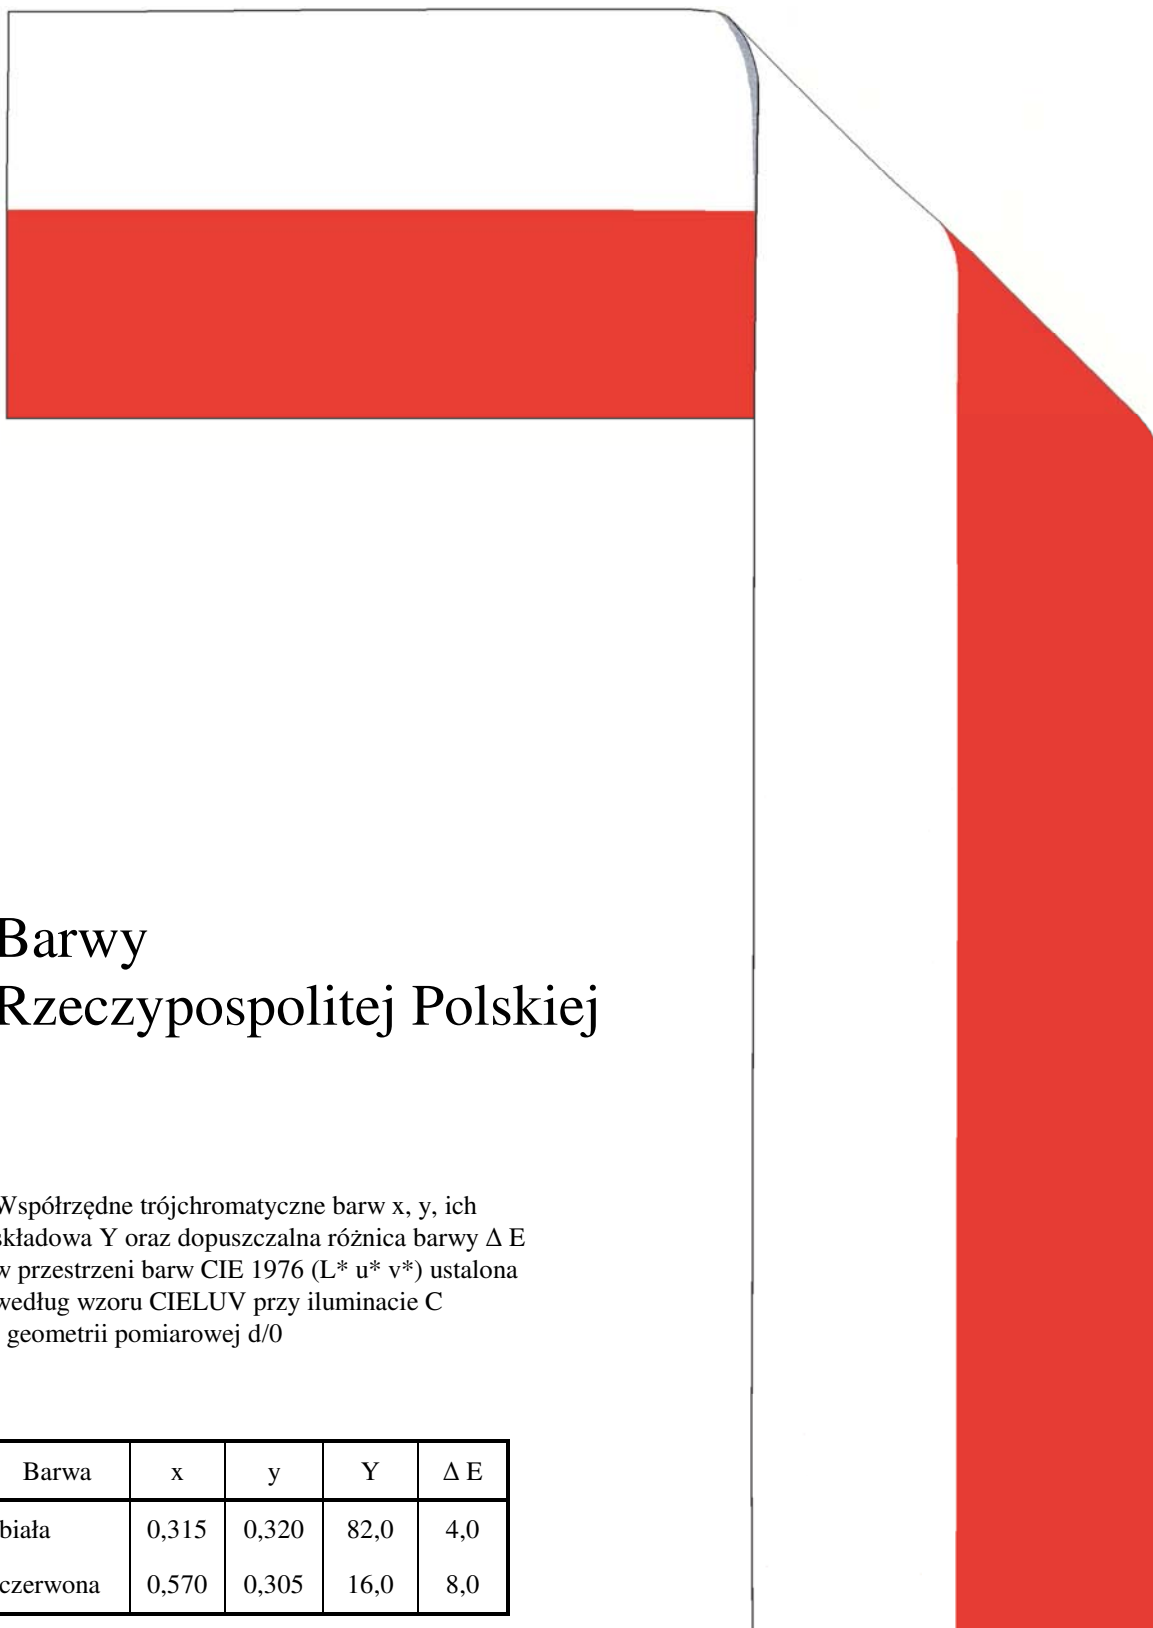 Barwy
Rzeczypospolitej Polskiej
Współrzędne trójchromatyczne barw x, y, ich
składowa Y oraz dopuszczalna różnica barwy Δ E
w przestrzeni barw CIE 1976 (L* u* v*) ustalona
według wzoru CIELUV przy iluminacie C
geometrii pomiarowej d/0
Barwa x y Y Δ E
biała 0,315 0,320 82,0 4,0
czerwona 0,570 0,305 16,0 8,0